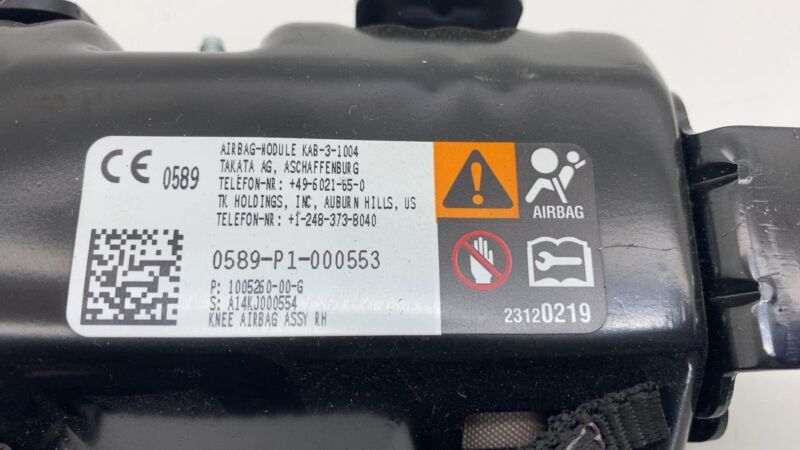 CE 0589
AIRBAG-MODULE KAB-3-1004
TAKATA AG, ASCHAFFENBURG
TELEFON-NR: +49-6021-65-0
TK HOLDINGS, INC, AUBURN HILLS, US
TELEFON-NR: +1-248-373-8040
0589-P1-000553
P: 1005260-00-G
S: A14KJ000554
KNEE AIRBAG ASSY RH
AIRBAG
23120219